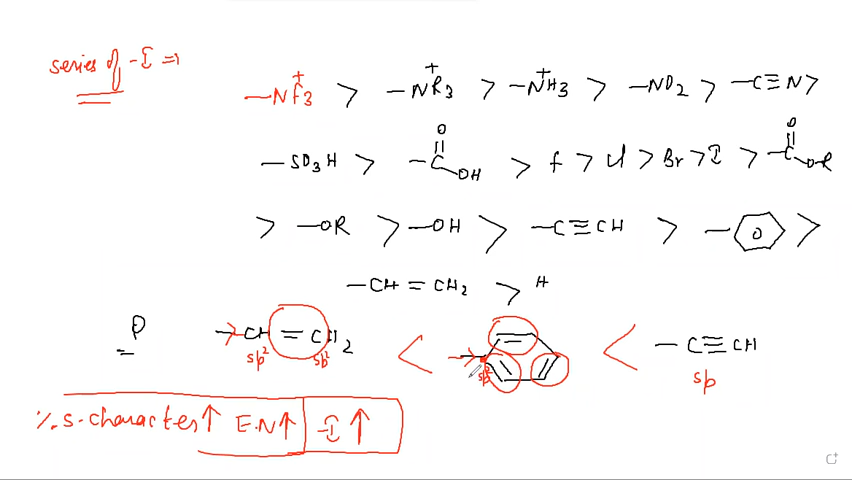 series of -I ⇒
-N⁺F₃ > -N⁺R₃ > -N⁺H₃ > -NO₂ > -C≡N >
-SO₃H > -C(=O)OH > F > Cl > Br > I > -C(=O)OR
> -OR > -OH > -C≡CH > -⌬ >
-CH=CH₂ > H
P -CH=CH₂ < < -C≡CH
sp² sp² sp² sp
%.s-character↑ E.N↑ -I↑